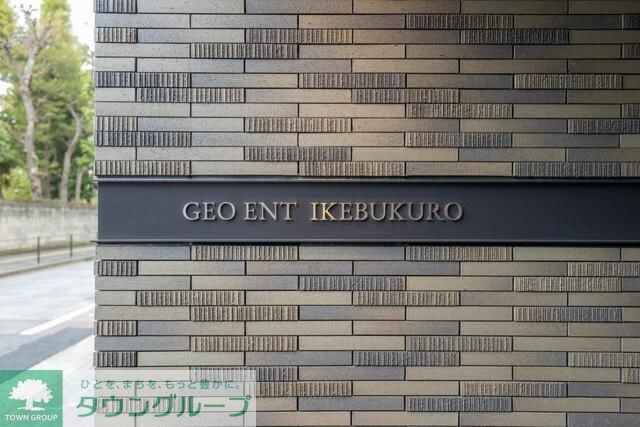 GEO ENT IKEBUKURO
ひとを、まちを、もっと豊かに。
タウングループ
TOWN GROUP